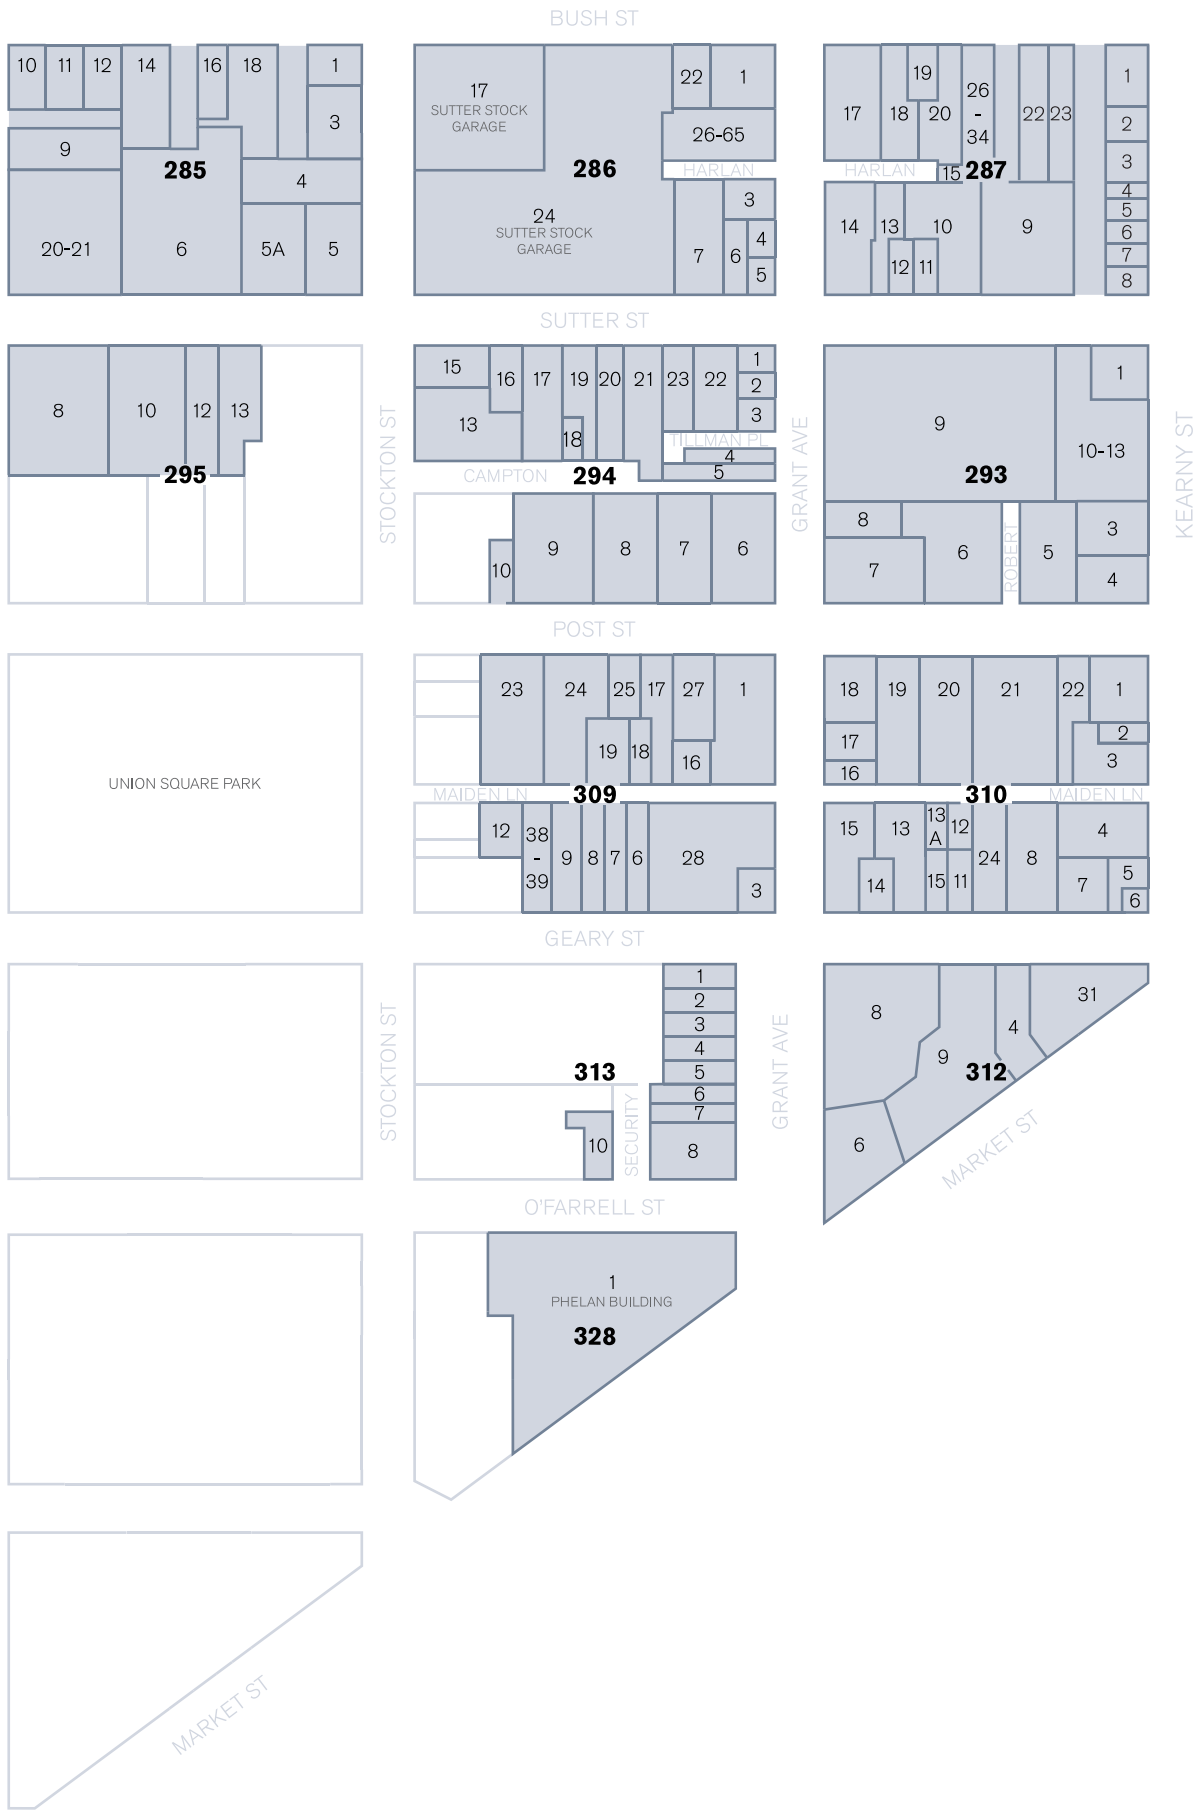 BUSH ST
10 11 12 14 16 18 1
3
9
285
4
20-21 6 5A 5
17
SUTTER STOCK
GARAGE
22 1
26-65
286
HARLAN
24
SUTTER STOCK
GARAGE
3
7 6 4
5
17 18 19 20 26
-
34
22 23 1
2
3
HARLAN
15 287
4
5
6
7
8
14 13 10 9
12 11
SUTTER ST
8 10 12 13
295
STOCKTON ST
15 16 17 19 20 21 23 22 1
2
3
13 18
TILLMAN PL
4
5
CAMPTON
294
10 9 8 7 6
GRANT AVE
9 1
10-13
293
8 3
7 6 ROBERT 5 4
KEARNY ST
POST ST
UNION SQUARE PARK
23 24 25 17 27 1
19 18 16
MAIDEN LN
309
12 38
-
39
9 8 7 6 28
3
18 19 20 21 22 1
17 2
16 3
310
MAIDEN LN
15 13 13
A
12 24 8 4
14 15 11 7 5
6
GEARY ST
STOCKTON ST
1
2
3
4
5
313
6
7
10 SECURITY 8
GRANT AVE
8 9 4 31
312
6
MARKET ST
O'FARRELL ST
1
PHELAN BUILDING
328
MARKET ST